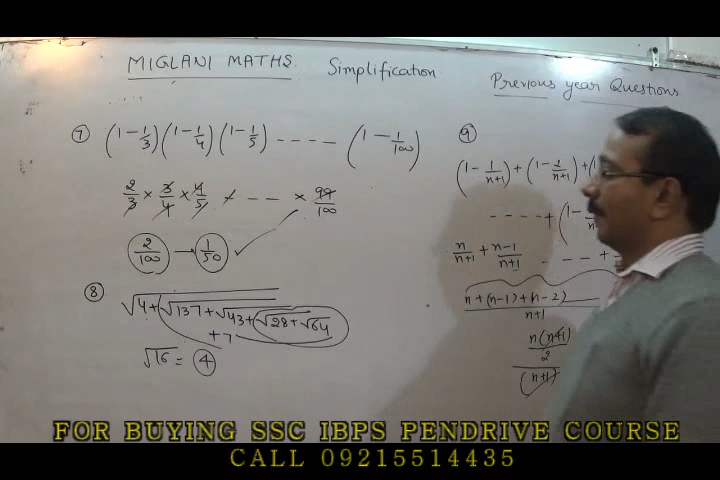 MIGLANI MATHS Simplification Previous year Questions
⑦ (1 - 1/3)(1 - 1/4)(1 - 1/5) ---- (1 - 1/100)
2/3 × 3/4 × 4/5 × -- × 99/100
2/100 → 1/50 ✓
⑧ √4+√137+√43+√28+√64
+7
√16 = 4
⑨
(1 - 1/n+1) + (1 - 2/n+1) + (1
---- + (1 -
n/n+1 + n-1/n+1 --- +
n+(n-1)+(n-2)/n+1
n(n+1)/2
(n+1)
FOR BUYING SSC IBPS PENDRIVE COURSE
CALL 09215514435